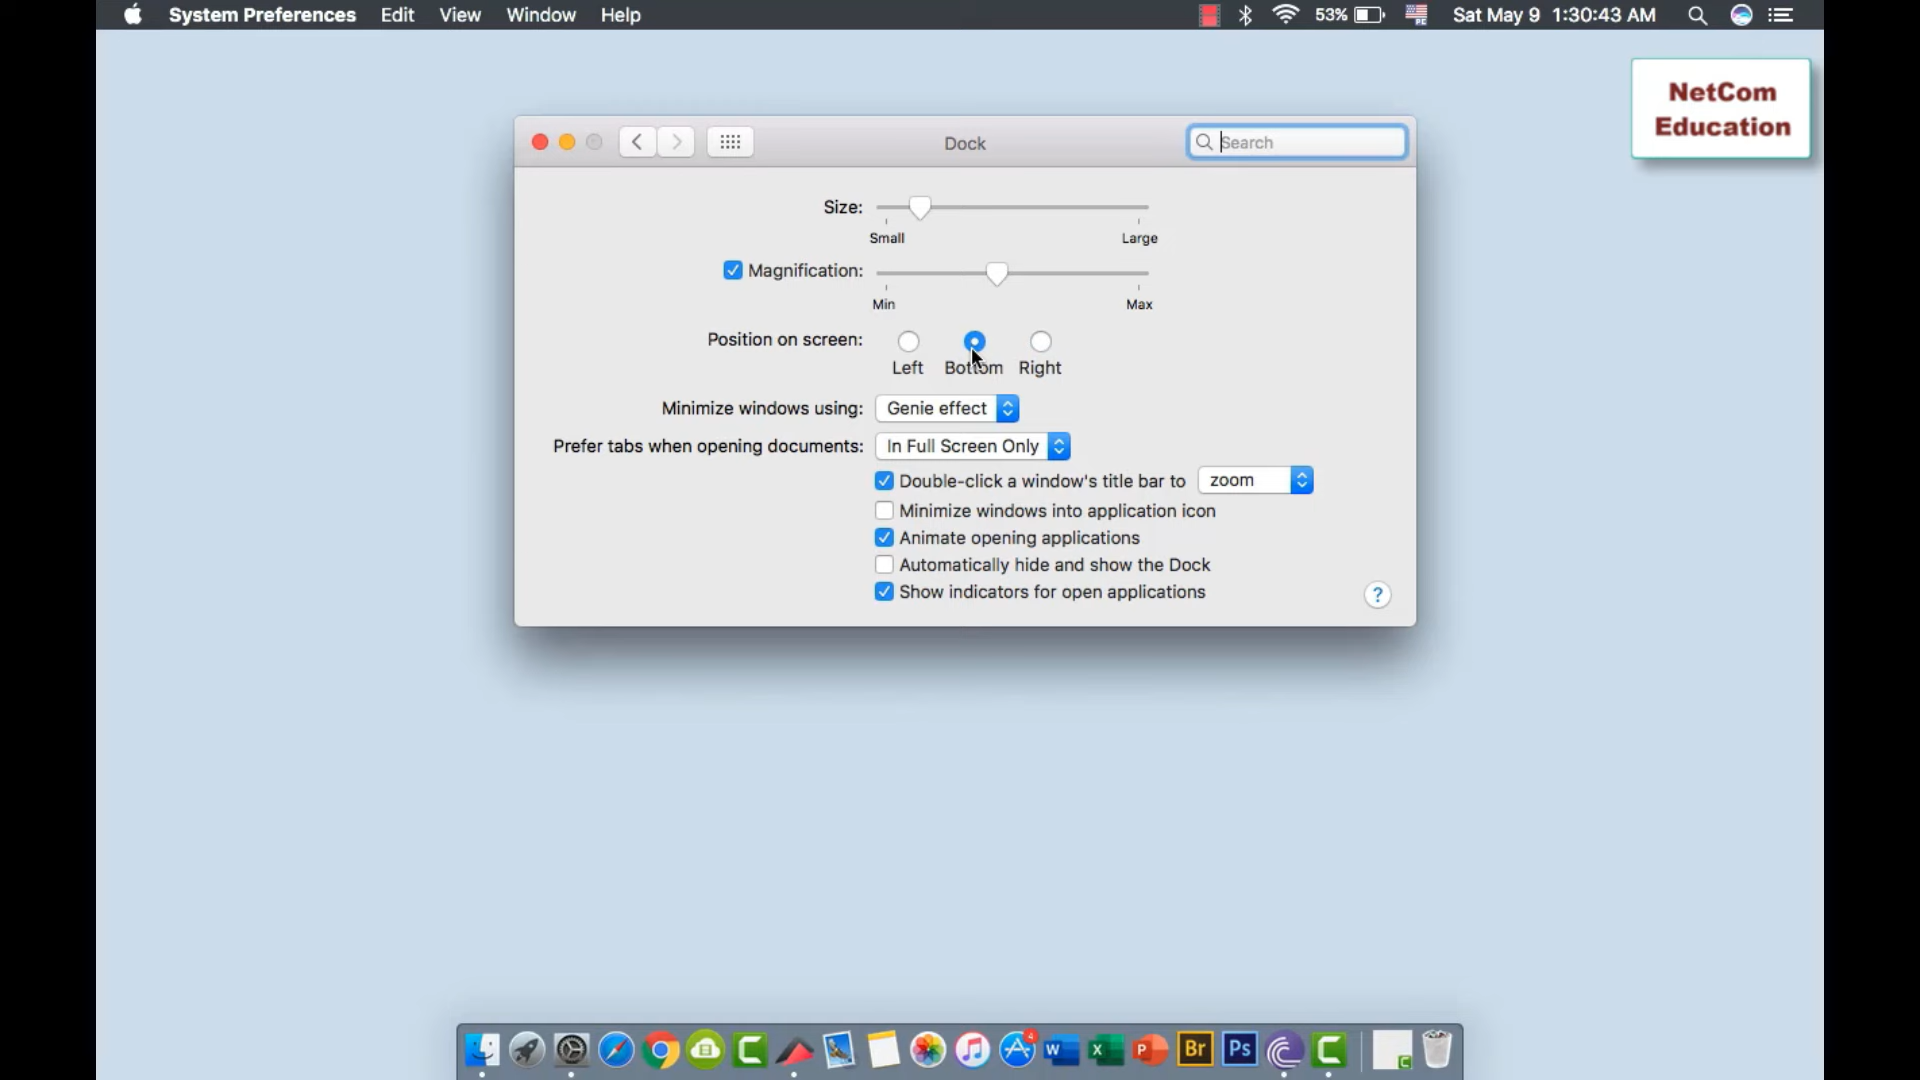 System Preferences Edit View Window Help 53% Sat May 9 1:30:43 AM
NetCom
Education
Dock Search
Size:
Small Large
Magnification:
Min Max
Position on screen:
Left Bottom Right
Minimize windows using: Genie effect
Prefer tabs when opening documents: In Full Screen Only
Double-click a window's title bar to zoom
Minimize windows into application icon
Animate opening applications
Automatically hide and show the Dock
Show indicators for open applications ?
4
W X P Br Ps